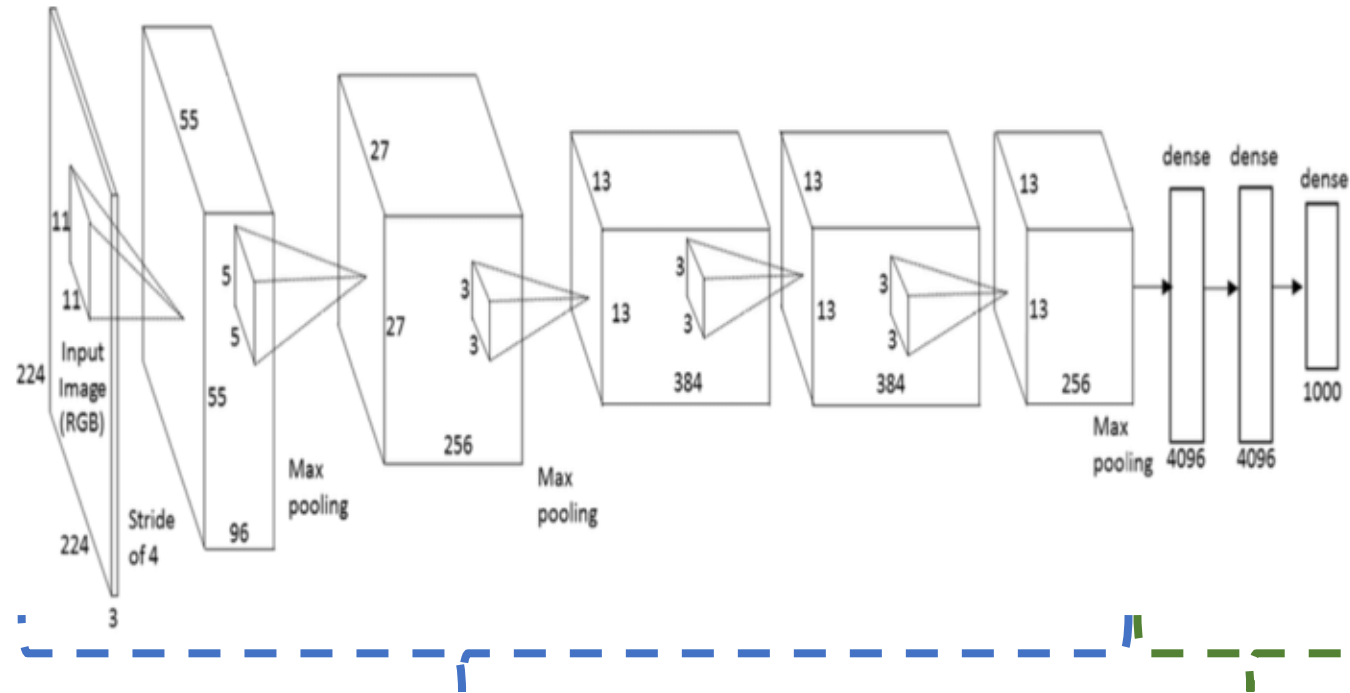 224
11
11
Input
Image
(RGB)
224
3
Stride
of 4
55
5
5
55
96
Max
pooling
27
3
3
27
256
Max
pooling
13
3
3
13
384
13
3
3
13
384
13
13
256
Max
pooling
dense
4096
dense
4096
dense
1000